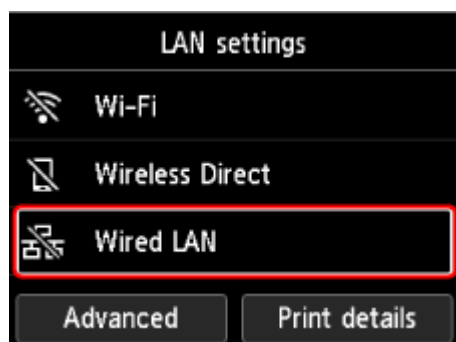 LAN settings
Wi-Fi
Wireless Direct
Wired LAN
Advanced Print details